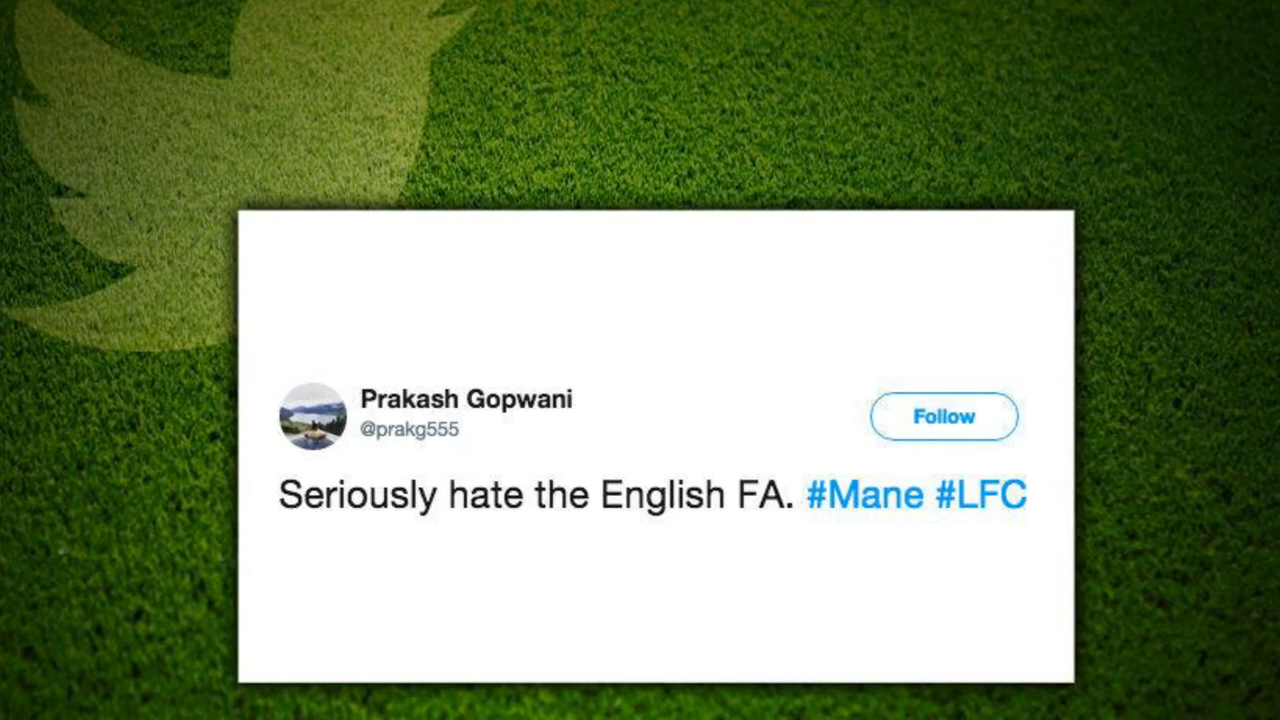 Prakash Gopwani
@prakg555
Follow
Seriously hate the English FA. #Mane #LFC